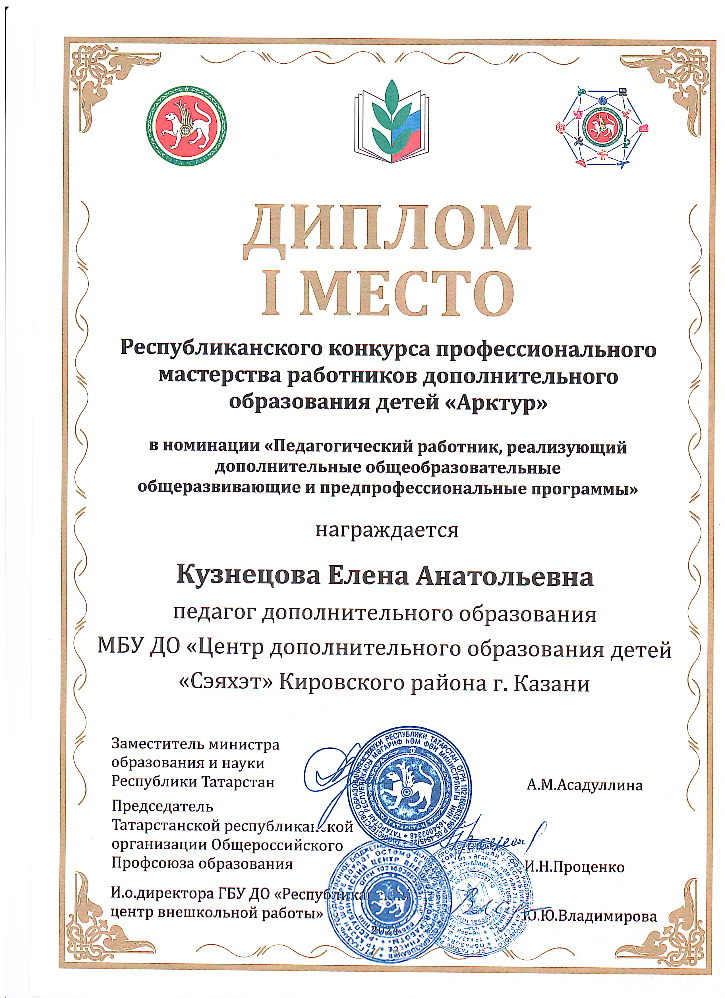 ДИПЛОМ
I МЕСТО
Республиканского конкурса профессионального
мастерства работников дополнительного
образования детей «Арктур»
в номинации «Педагогический работник, реализующий
дополнительные общеобразовательные
общеразвивающие и предпрофессиональные программы»
награждается
Кузнецова Елена Анатольевна
педагог дополнительного образования
МБУ ДО «Центр дополнительного образования детей
«Сэяхэт» Кировского района г. Казани
Заместитель министра
образования и науки
Республики Татарстан
А.М.Асадуллина
Председатель
Татарстанской республиканской
организации Общероссийского
Профсоюза образования
И.Н.Проценко
И.о.директора ГБУ ДО «Республика
центр внешкольной работы»
Ю.Ю.Владимирова